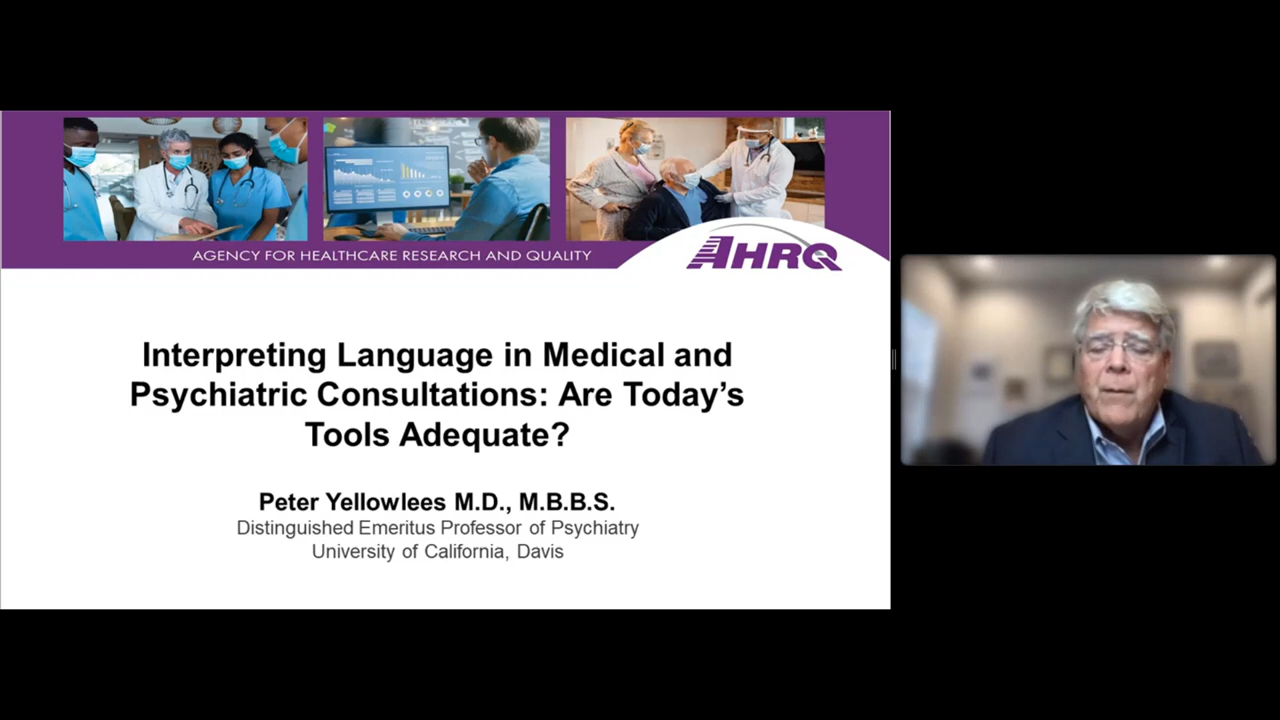 AGENCY FOR HEALTHCARE RESEARCH AND QUALITY
AHRQ
Interpreting Language in Medical and
Psychiatric Consultations: Are Today’s
Tools Adequate?
Peter Yellowlees M.D., M.B.B.S.
Distinguished Emeritus Professor of Psychiatry
University of California, Davis